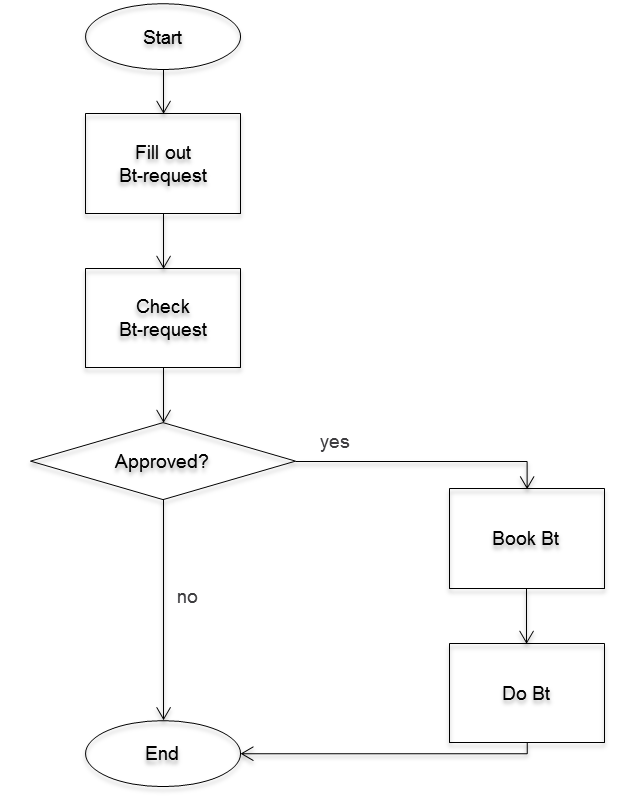 Start
Fill out
Bt-request
Check
Bt-request
Approved?
yes
Book Bt
no
Do Bt
End